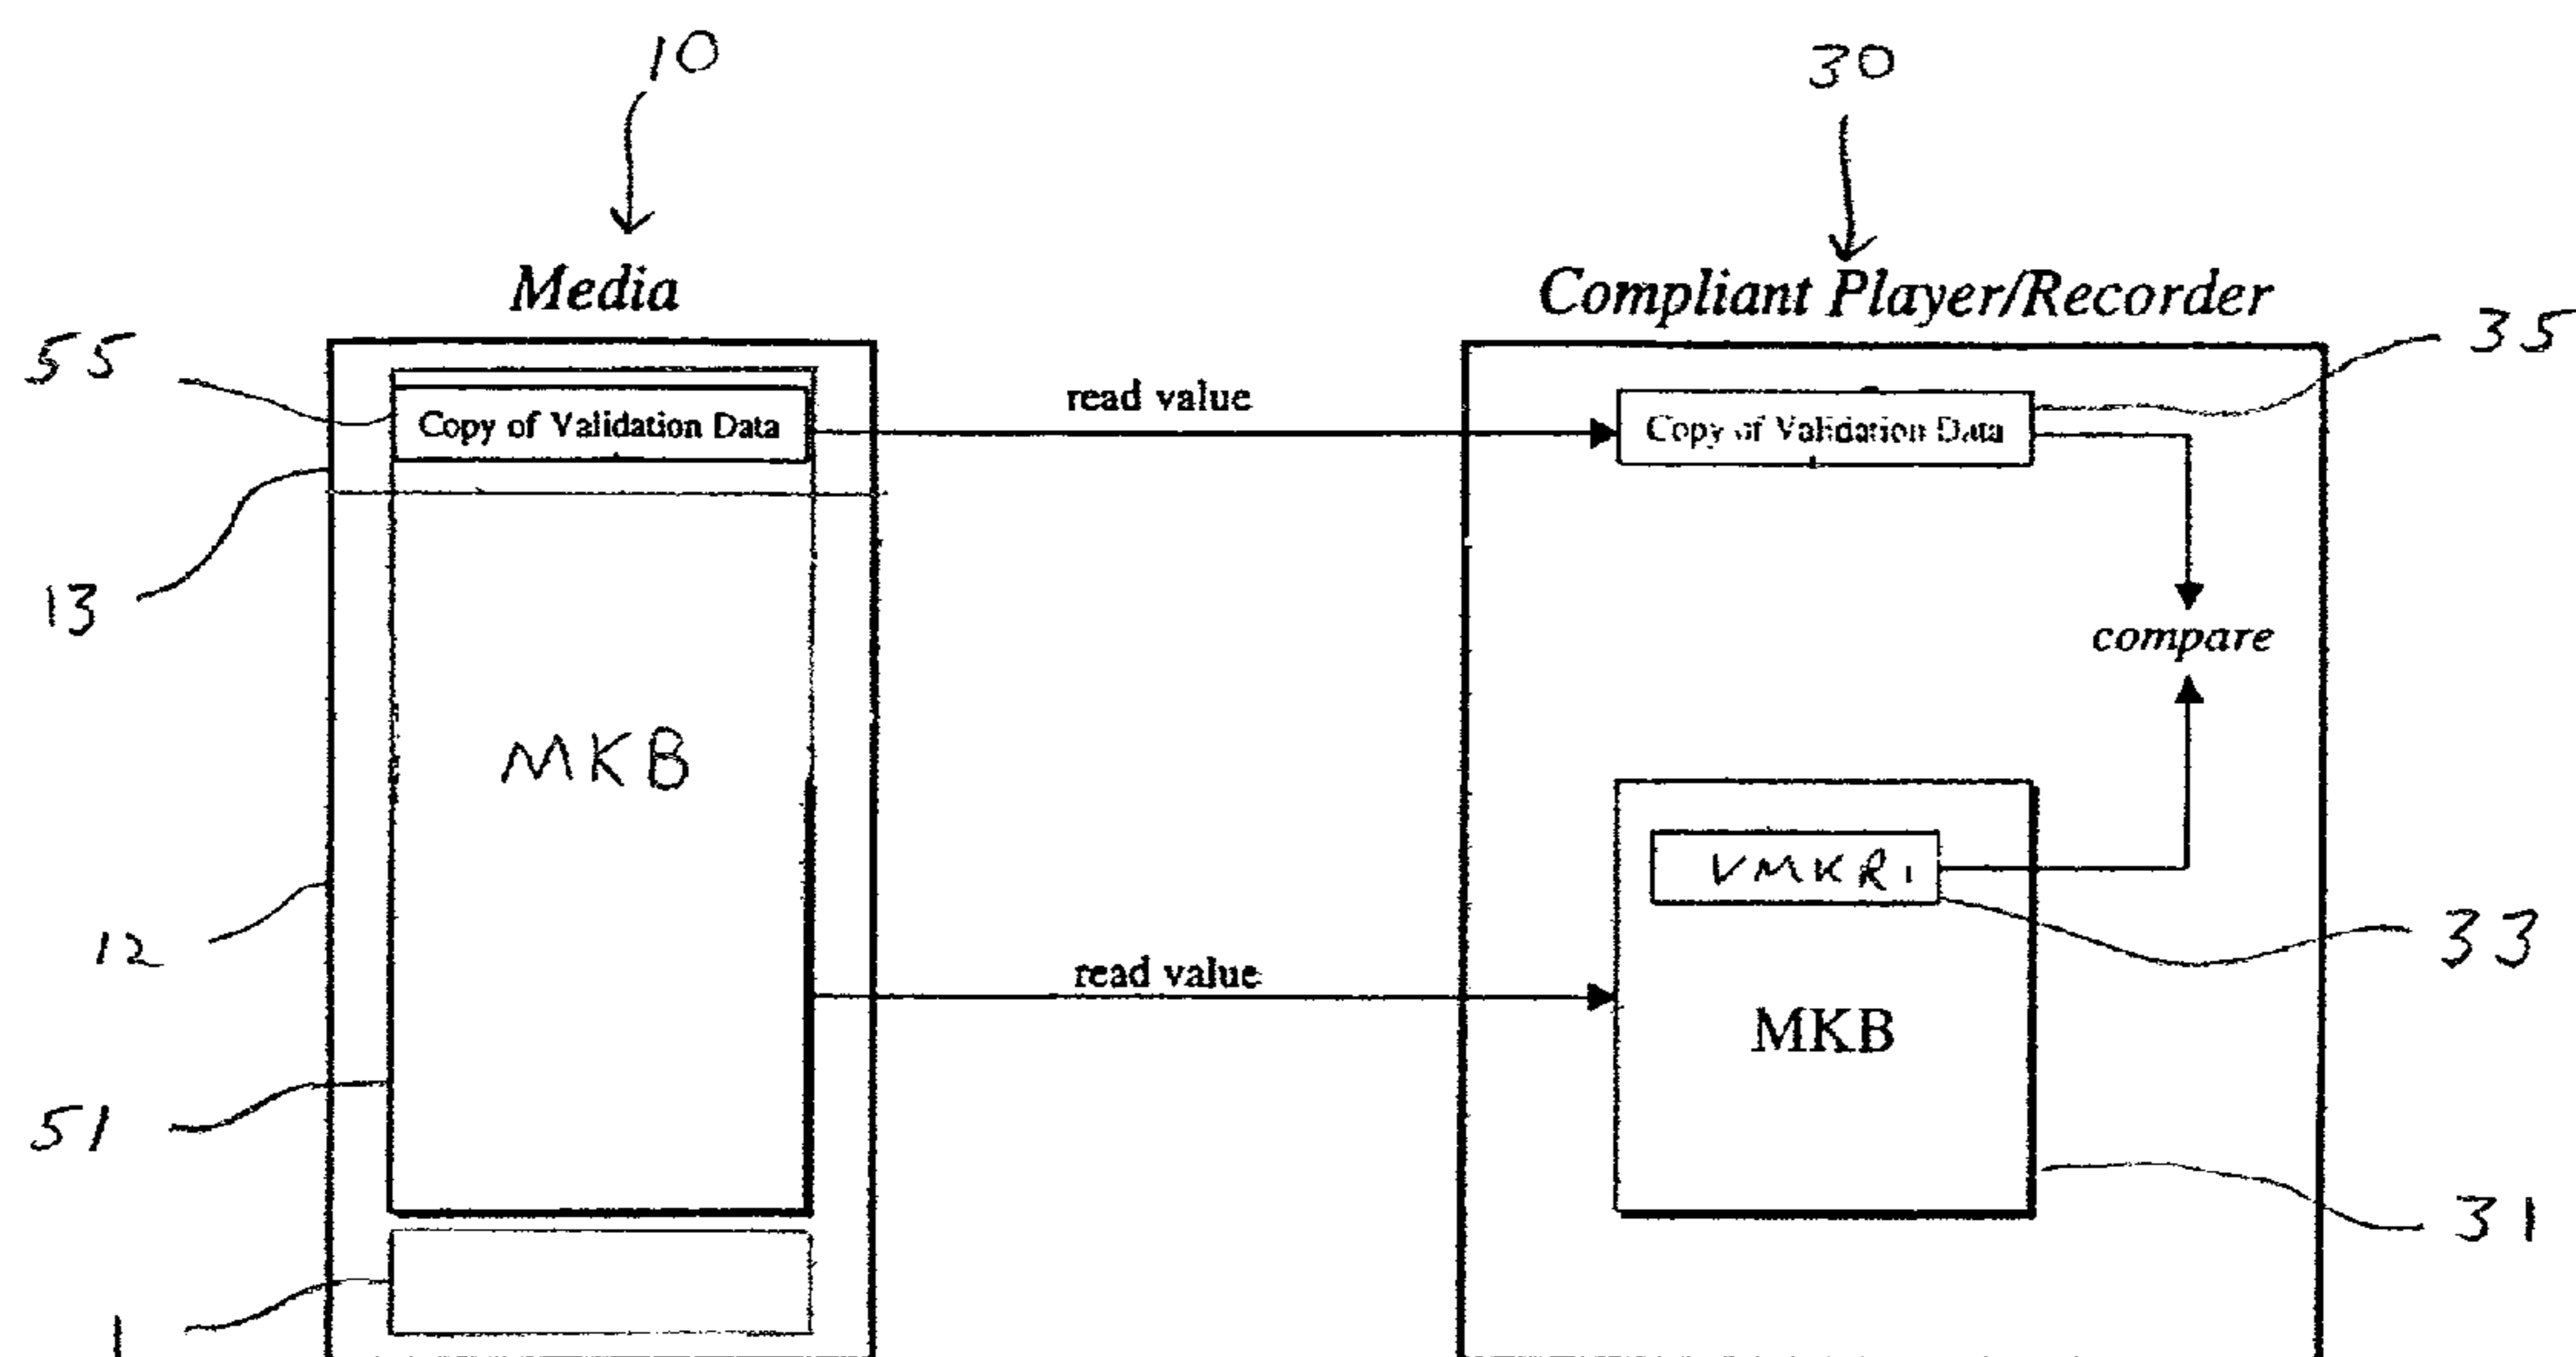 10
30
Media
Compliant Player/Recorder
55
35
Copy of Validation Data
read value
Copy of Validation Data
13
compare
MKB
VMKR1
12
33
read value
MKB
51
31